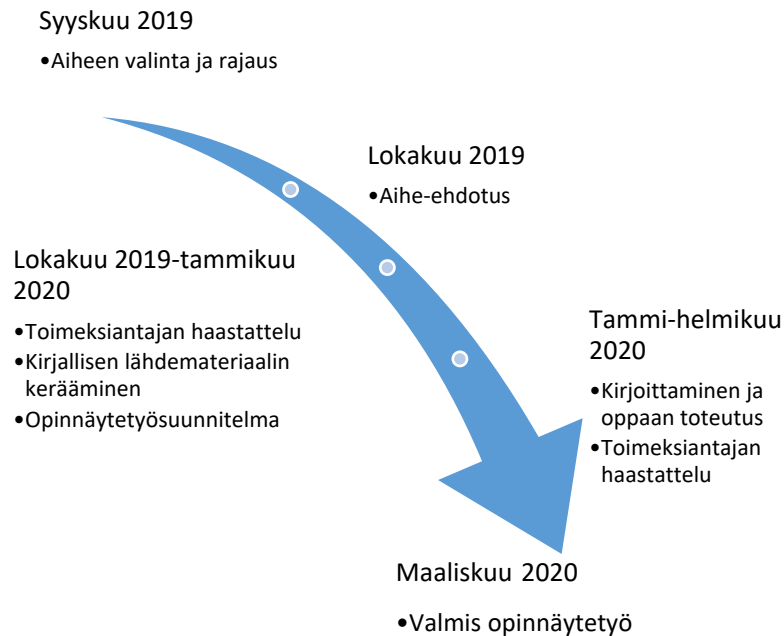 Syyskuu 2019
•Aiheen valinta ja rajaus
Lokakuu 2019
•Aihe-ehdotus
Lokakuu 2019-tammikuu
2020
•Toimeksiantajan haastattelu
•Kirjallisen lähdemateriaalin
kerääminen
•Opinnäytetyösuunnitelma
Tammi-helmikuu
2020
•Kirjoittaminen ja
oppaan toteutus
•Toimeksiantajan
haastattelu
Maaliskuu 2020
•Valmis opinnäytetyö